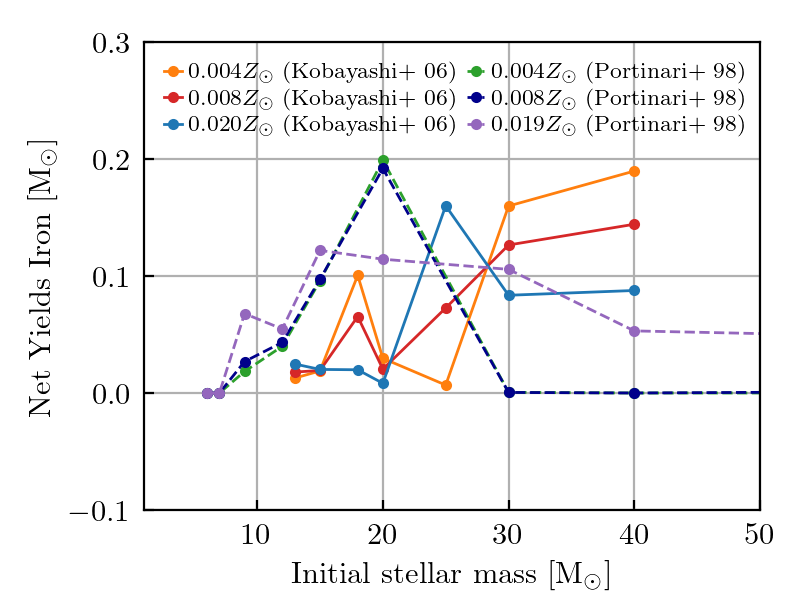 0.3
0.004Z⊙ (Kobayashi+ 06) 0.004Z⊙ (Portinari+ 98)
0.008Z⊙ (Kobayashi+ 06) 0.008Z⊙ (Portinari+ 98)
0.020Z⊙ (Kobayashi+ 06) 0.019Z⊙ (Portinari+ 98)
0.2
Net Yields Iron [M⊙]
0.1
0.0
−0.1
10 20 30 40 50
Initial stellar mass [M⊙]